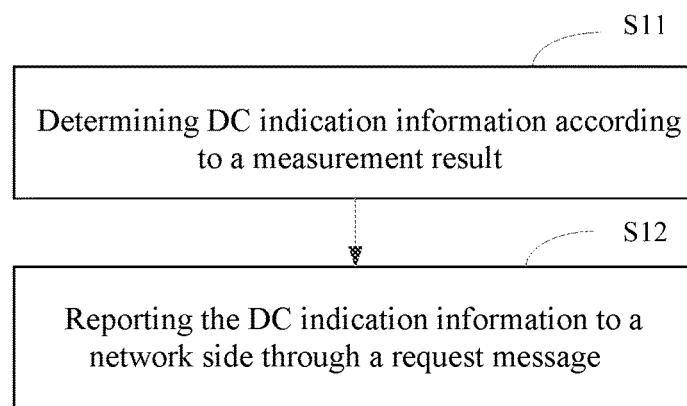 S11
Determining DC indication information according
to a measurement result
S12
Reporting the DC indication information to a
network side through a request message